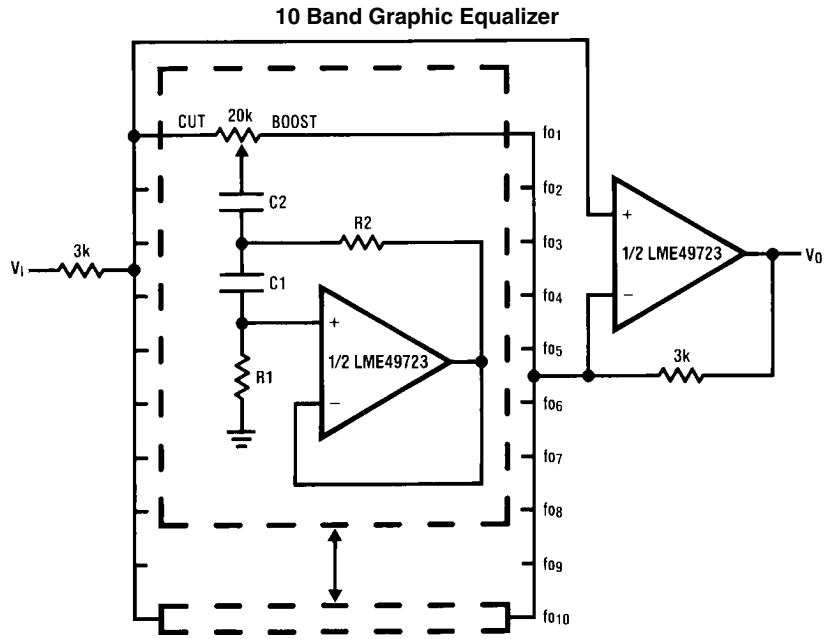 10 Band Graphic Equalizer
CUT
20k
BOOST
fo1
fo2
C2
R2
fo3
3k
Vi
C1
1/2 LME49723
+
−
Vo
fo4
+
−
1/2 LME49723
R1
fo5
3k
fo6
fo7
fo8
fo9
fo10